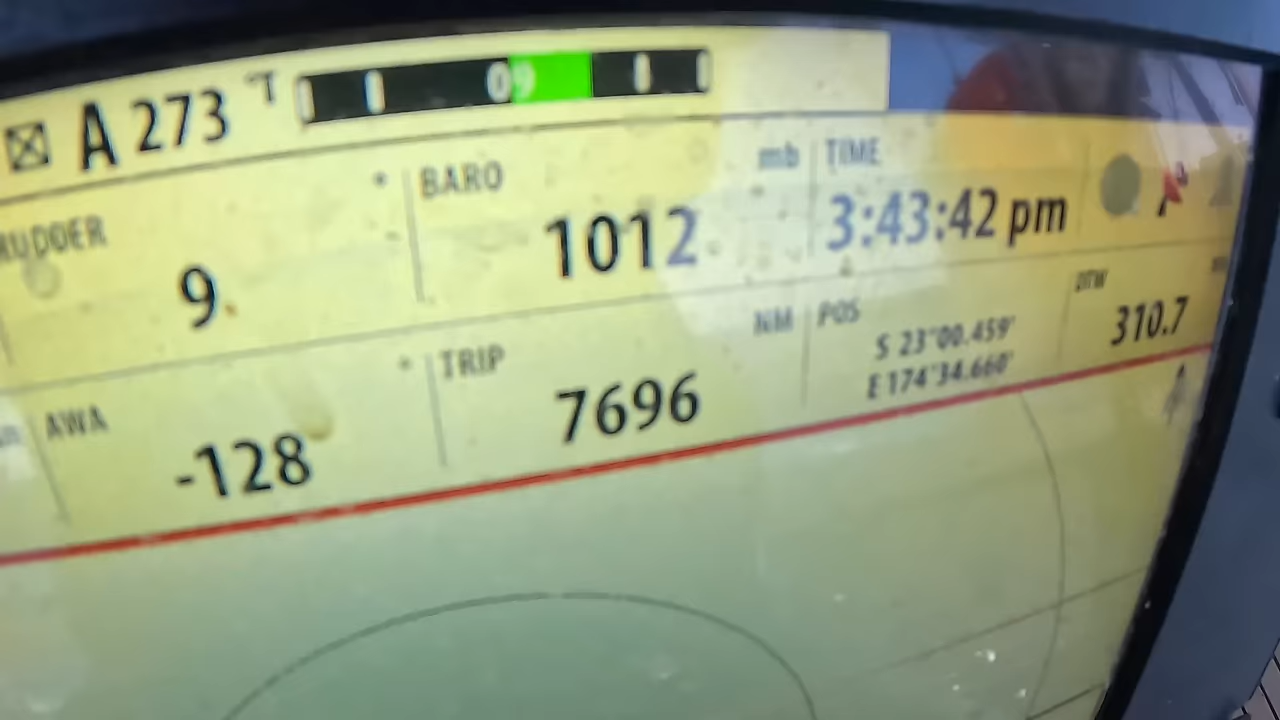 A 273 °T 09
RUDDER °
9
BARO mb
1012
TIME
3:43:42 pm
AWA °
-128
TRIP NM
7696
POS
S 23°00.459'
E 174°34.660'
DTW
310.7